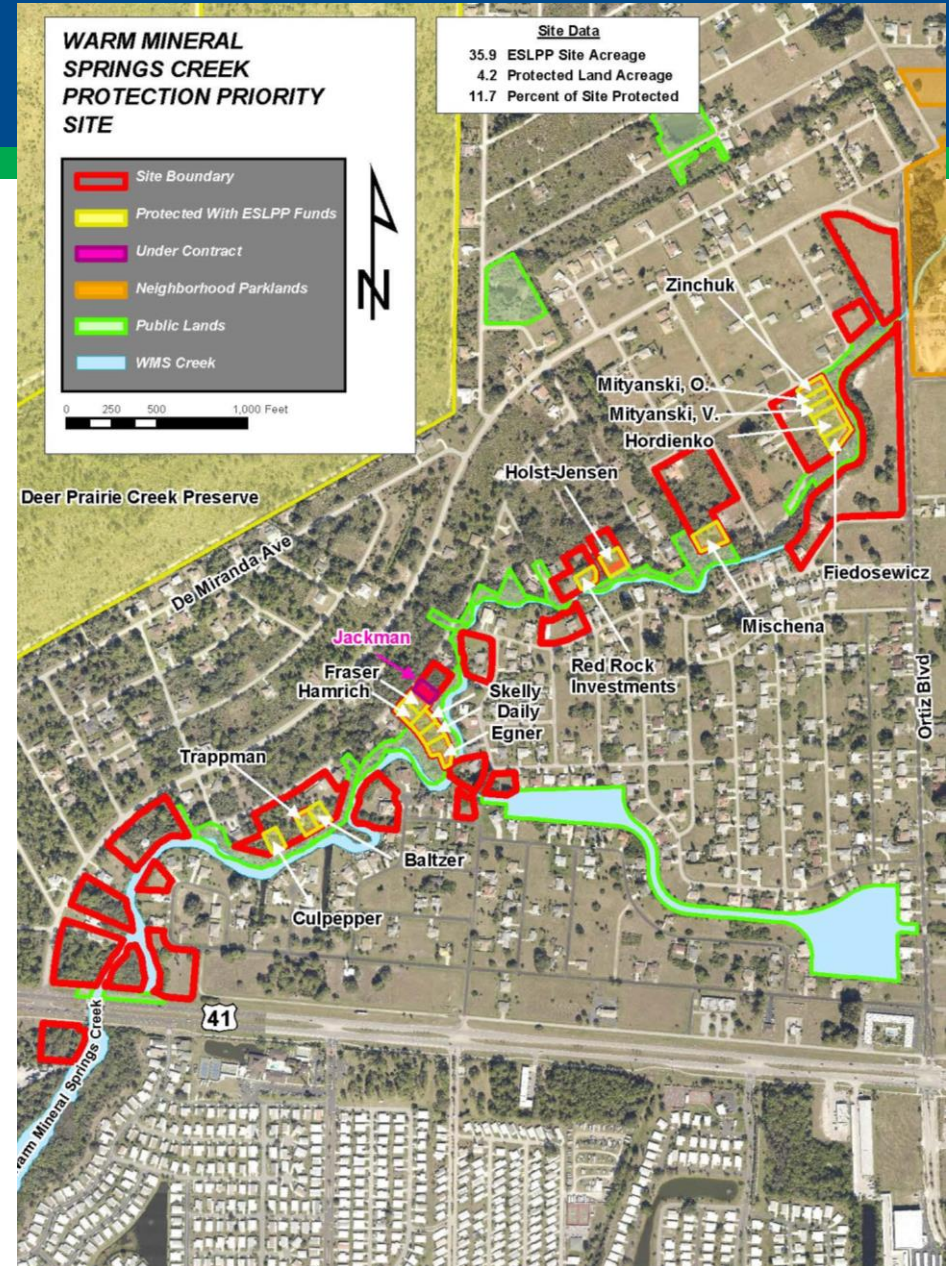 WARM MINERAL
SPRINGS CREEK
PROTECTION PRIORITY
SITE
Site Boundary
Protected With ESLPP Funds
Under Contract
Neighborhood Parklands
Public Lands
WMS Creek
N
0 250 500 1,000 Feet
Site Data
35.9 ESLPP Site Acreage
4.2 Protected Land Acreage
11.7 Percent of Site Protected
Zinchuk
Mityanski, O.
Mityanski, V.
Hordienko
Holst-Jensen
Deer Prairie Creek Preserve
De Miranda Ave
Fiedosewicz
Mischena
Jackman
Fraser
Hamrich
Red Rock
Investments
Skelly
Daily
Egner
Ortiz Blvd
Trappman
Baltzer
Culpepper
41
Warm Mineral Springs Creek